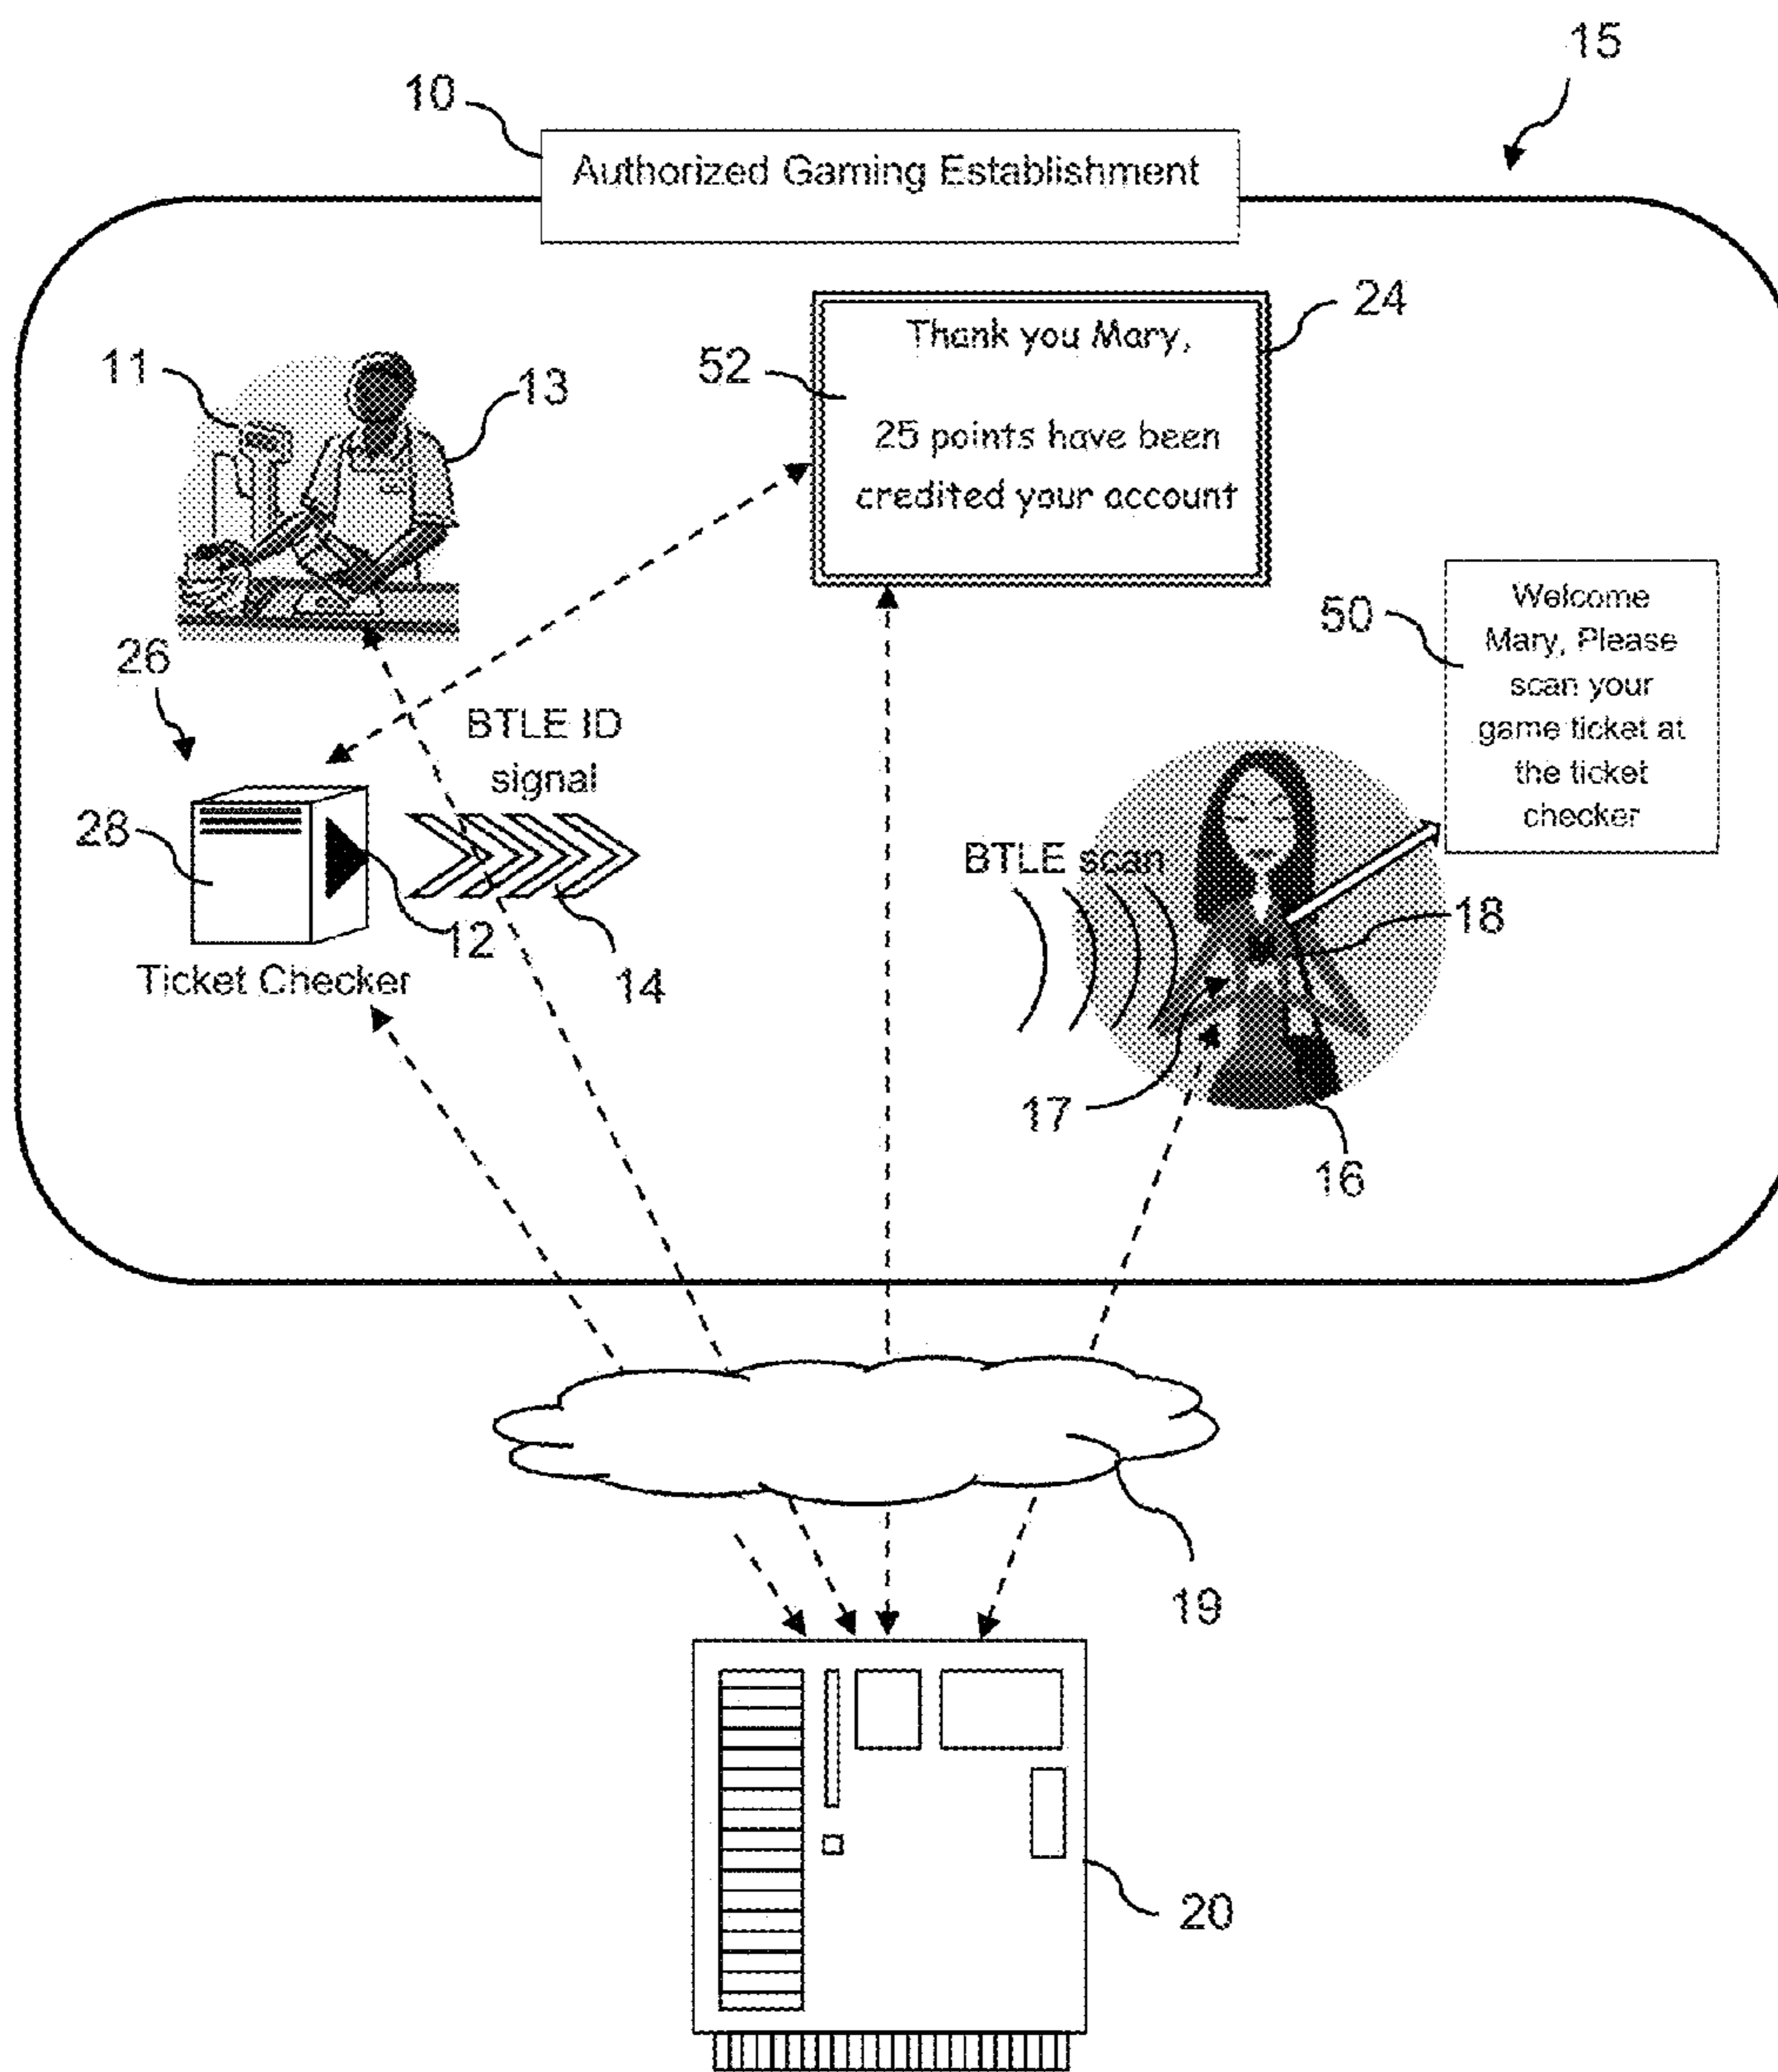 15
10
Authorized Gaming Establishment
24
Thank you Mary,
52
11
13
25 points have been
credited your account
50
Welcome
Mary, Please
scan your
game ticket at
the ticket
checker
26
BTLE ID
signal
28
BTLE scan
12
18
14
Ticket Checker
17
16
19
20